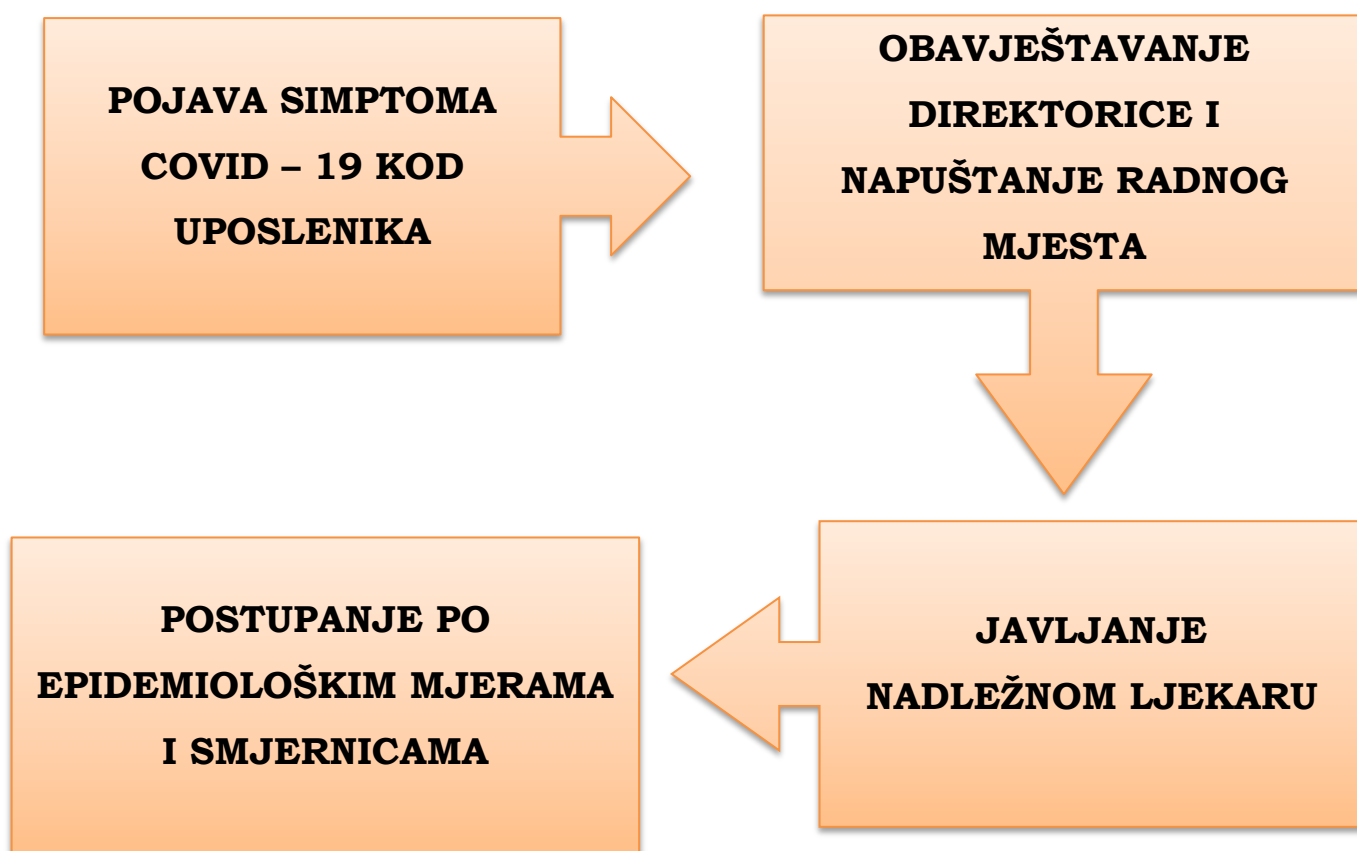 POJAVA SIMPTOMA
COVID – 19 KOD
UPOSLENIKA
OBAVJEŠTAVANJE
DIREKTORICE I
NAPUŠTANJE RADNOG
MJESTA
JAVLJANJE
NADLEŽNOM LJEKARU
POSTUPANJE PO
EPIDEMIOLOŠKIM MJERAMA
I SMJERNICAMA